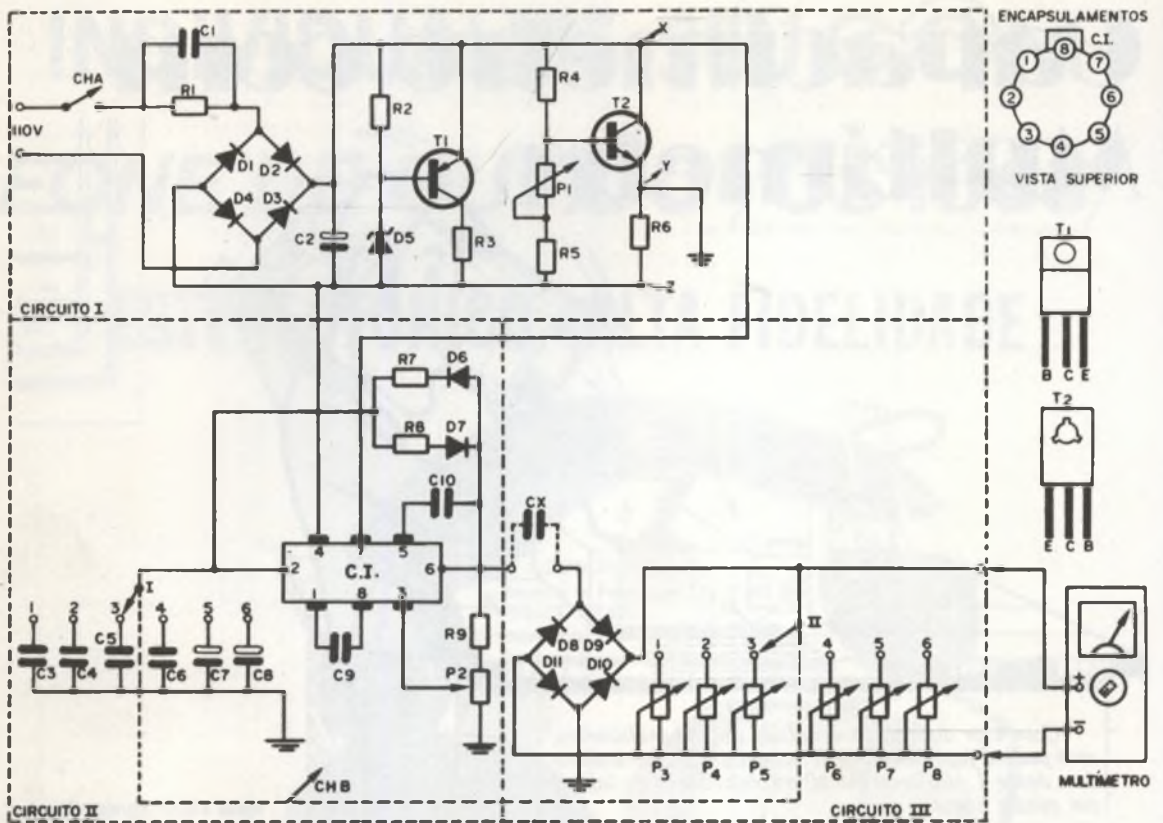 ENCAPSULAMENTOS
C.I.
8
1
7
2
6
3
5
4
VISTA SUPERIOR
T1
B C E
T2
E C B
MULTÍMETRO
+
–
C1
CHA
R1
110V
D1
D2
D4
D3
C2
R2
D5
T1
R3
R4
P1
R5
T2
X
Y
R6
Z
CIRCUITO I
R7
D6
R8
D7
C10
CX
4
7
5
2
C.I.
6
1
8
3
C9
R9
P2
I
1
2
3
4
5
6
C3
C4
C5
C6
C7
C8
CHB
CIRCUITO II
D8
D9
D11
D10
II
1
2
3
4
5
6
P3
P4
P5
P6
P7
P8
CIRCUITO III